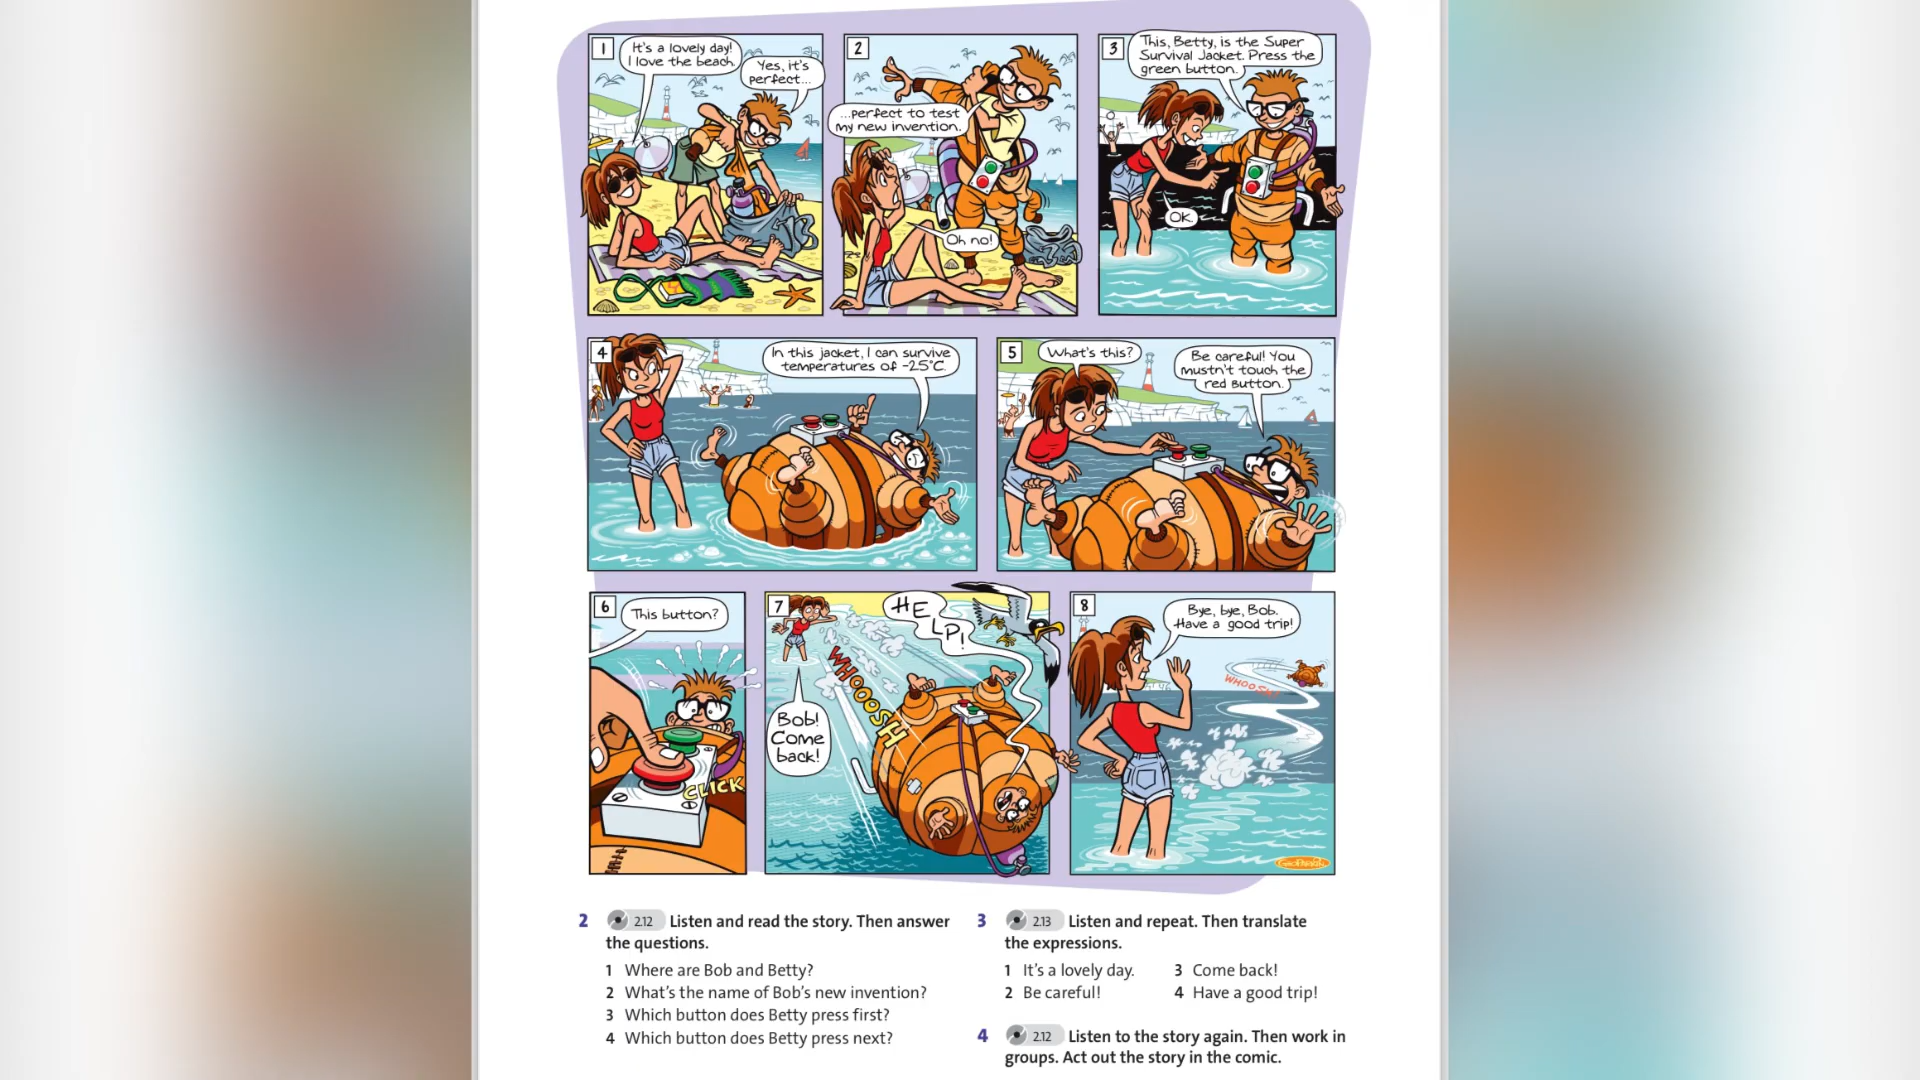 1
It's a lovely day!
I love the beach.
Yes, it's
perfect...
2
...perfect to test
my new invention.
Oh no!
3
This, Betty, is the Super
Survival Jacket. Press the
green button.
OK.
4
In this jacket, I can survive
temperatures of -25°C.
5
What's this?
Be careful! You
mustn't touch the
red button.
6
This button?
CLICK
7
HE
LP!
WHOOOSH
Bob!
Come
back!
8
Bye, bye, Bob.
Have a good trip!
WHOOSH!
2 2.12 Listen and read the story. Then answer
the questions.
1 Where are Bob and Betty?
2 What's the name of Bob's new invention?
3 Which button does Betty press first?
4 Which button does Betty press next?
3 2.13 Listen and repeat. Then translate
the expressions.
1 It's a lovely day.
2 Be careful!
3 Come back!
4 Have a good trip!
4 2.12 Listen to the story again. Then work in
groups. Act out the story in the comic.